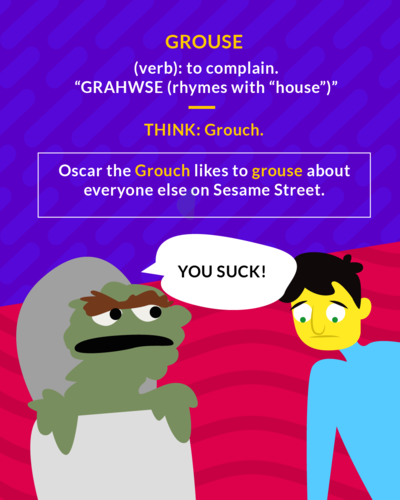 GROUSE
(verb): to complain.
“GRAHWSE (rhymes with “house”)”
THINK: Grouch.
Oscar the Grouch likes to grouse about
everyone else on Sesame Street.
YOU SUCK!